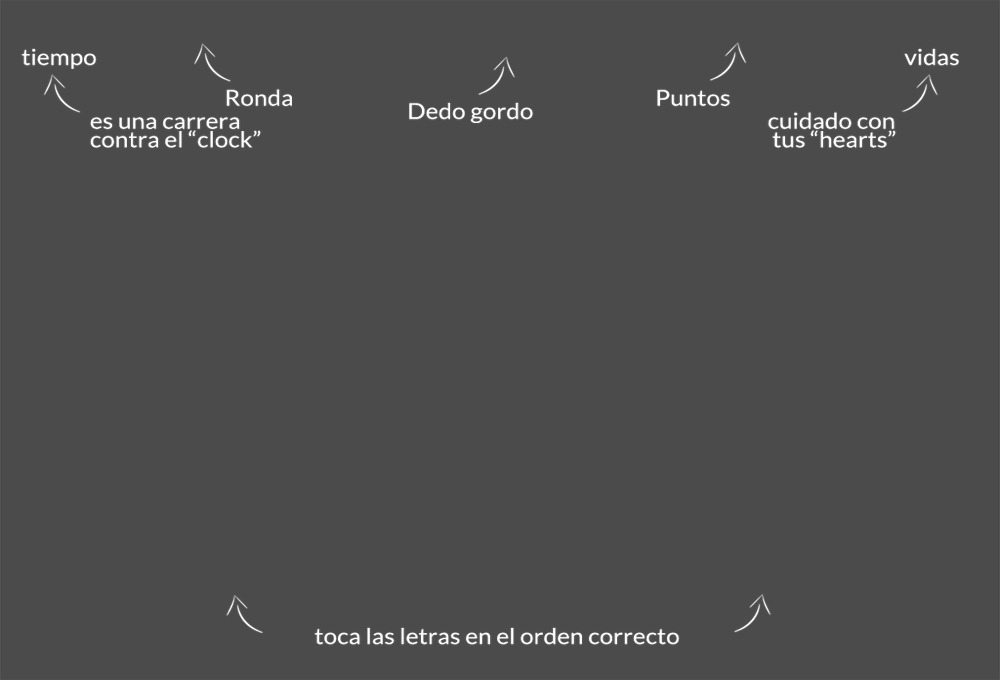 tiempo
vidas
Ronda
Dedo gordo
Puntos
es una carrera
contra el “clock”
cuidado con
tus “hearts”
toca las letras en el orden correcto